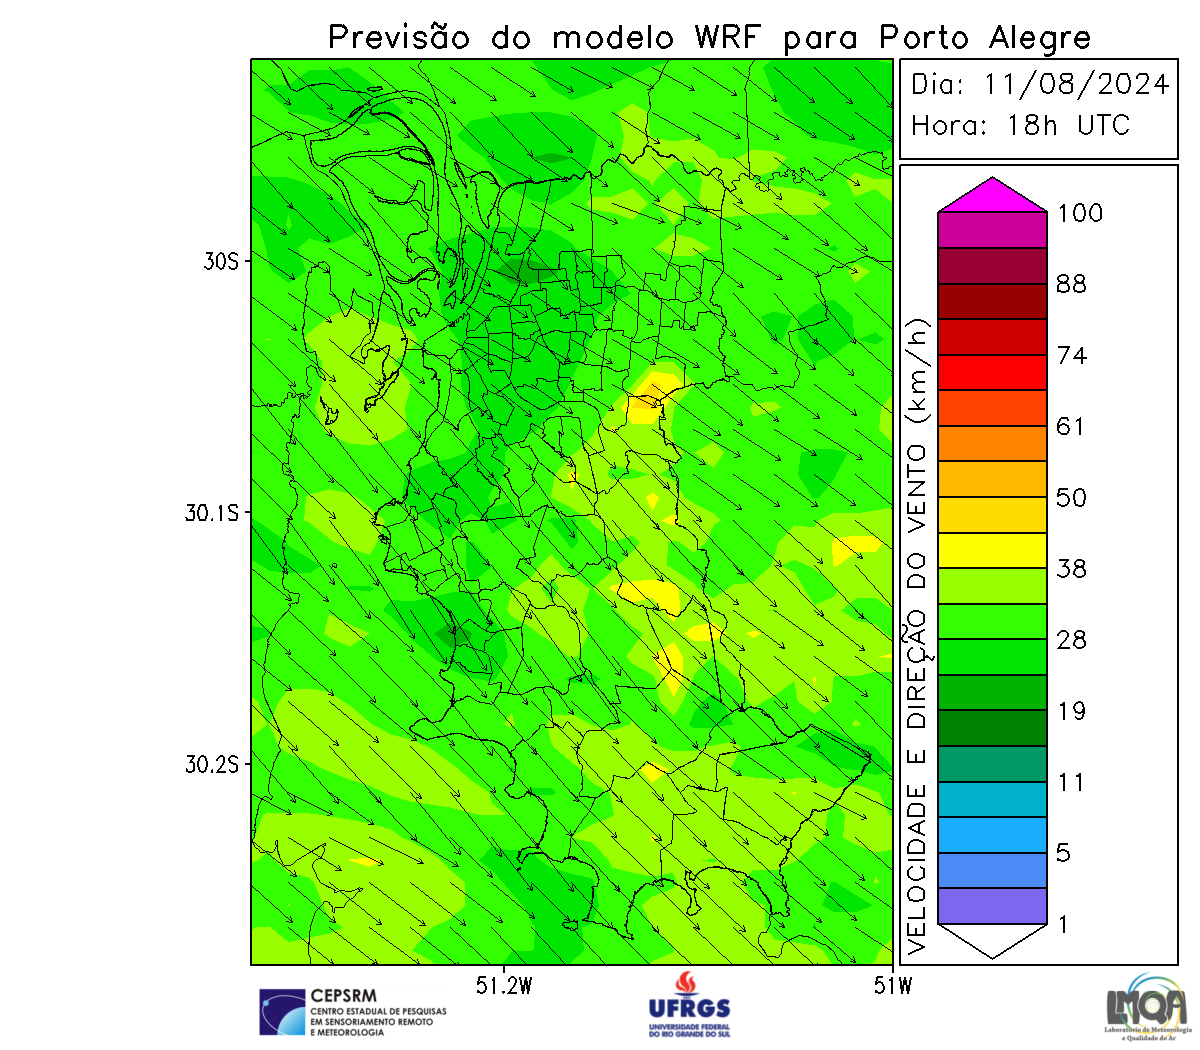 Previsão do modelo WRF para Porto Alegre
Dia: 11/08/2024
Hora: 18h UTC
30S
30.1S
30.2S
51.2W
51W
VELOCIDADE E DIREÇÃO DO VENTO (km/h)
100
88
74
61
50
38
28
19
11
5
1
CEPSRM
CENTRO ESTADUAL DE PESQUISAS
EM SENSORIAMENTO REMOTO
E METEOROLOGIA
UFRGS
UNIVERSIDADE FEDERAL
DO RIO GRANDE DO SUL
LMQA
Laboratório de Meteorologia
e Qualidade do Ar